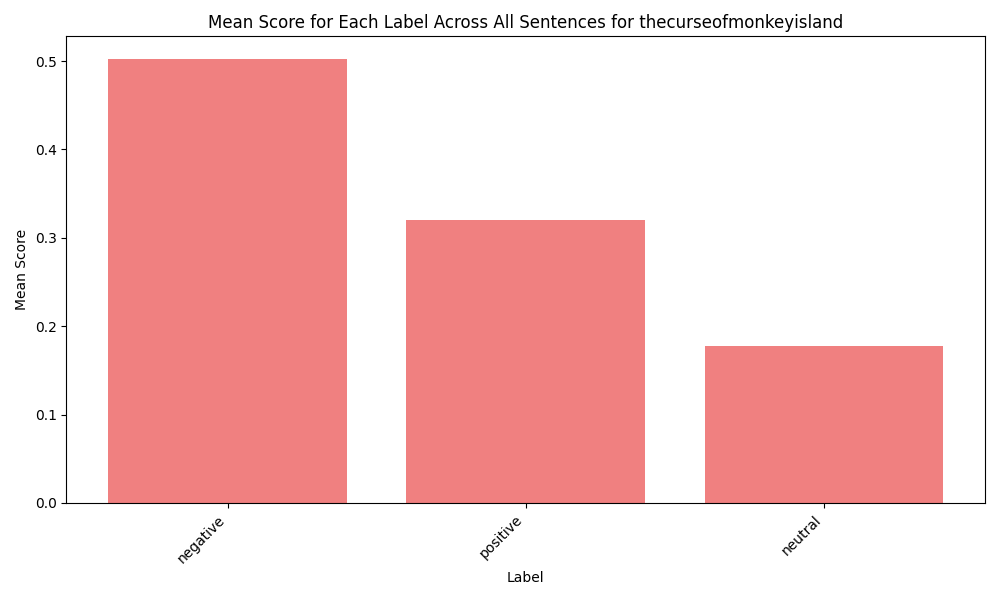 Mean Score for Each Label Across All Sentences for thecurseofmonkeyisland
Mean Score
0.5
0.4
0.3
0.2
0.1
0.0
negative
positive
neutral
Label